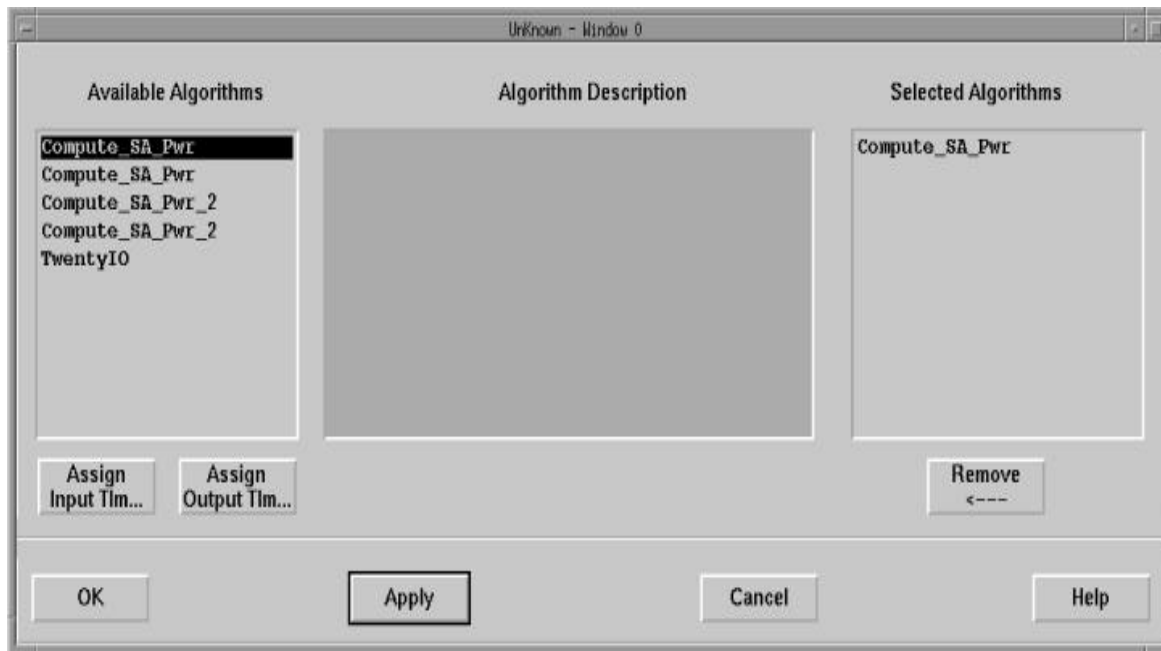 UnKnown - Window 0
Available Algorithms
Algorithm Description
Selected Algorithms
Compute_SA_Pwr
Compute_SA_Pwr
Compute_SA_Pwr_2
Compute_SA_Pwr_2
TwentyIO
Compute_SA_Pwr
Assign
Input Tlm...
Assign
Output Tlm...
Remove
<---
OK
Apply
Cancel
Help